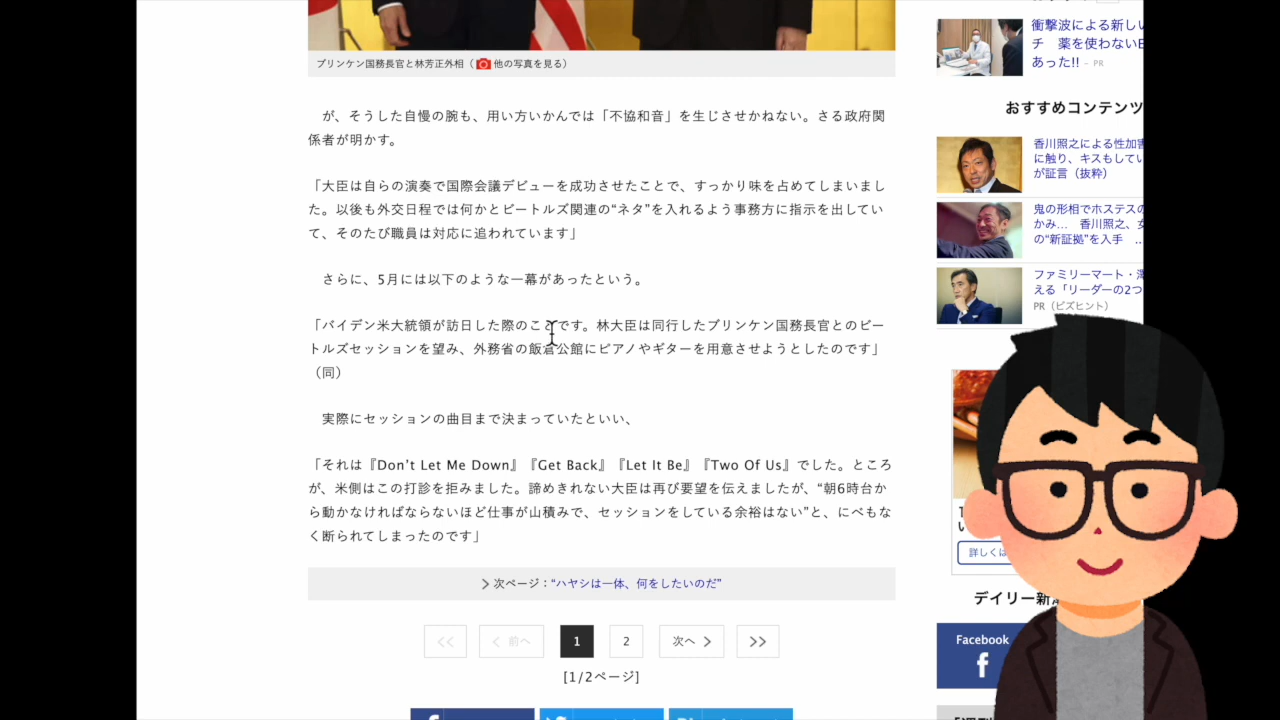 ブリンケン国務長官と林芳正外相（ 他の写真を見る）
が、そうした自慢の腕も、用い方いかんでは「不協和音」を生じさせかねない。さる政府関
係者が明かす。
「大臣は自らの演奏で国際会議デビューを成功させたことで、すっかり味を占めてしまいまし
た。以後も外交日程では何かとビートルズ関連の“ネタ”を入れるよう事務方に指示を出してい
て、そのたび職員は対応に追われています」
さらに、5月には以下のような一幕があったという。
「バイデン米大統領が訪日した際のことです。林大臣は同行したブリンケン国務長官とのビー
トルズセッションを望み、外務省の飯倉公館にピアノやギターを用意させようとしたのです」
（同）
実際にセッションの曲目まで決まっていたといい、
「それは『Don’t Let Me Down』『Get Back』『Let It Be』『Two Of Us』でした。ところ
が、米側はこの打診を拒みました。諦めきれない大臣は再び要望を伝えましたが、“朝6時台か
ら動かなければならないほど仕事が山積みで、セッションをしている余裕はない”と、にべもな
く断られてしまったのです」
次ページ：“ハヤシは一体、何をしたいのだ”
<< < 前へ 1 2 次へ > >>
[1/2ページ]
衝撃波による新しい
チ 薬を使わないE
あった!! - PR
おすすめコンテンツ
香川照之による性加害
に触り、キスもしてい
が証言（抜粋）
鬼の形相でホステスの
かみ… 香川照之、女
の“新証拠”を入手 …
ファミリーマート・澤
える「リーダーの2つ
PR（ビズヒント）
詳しくは
デイリー新潮
Facebook